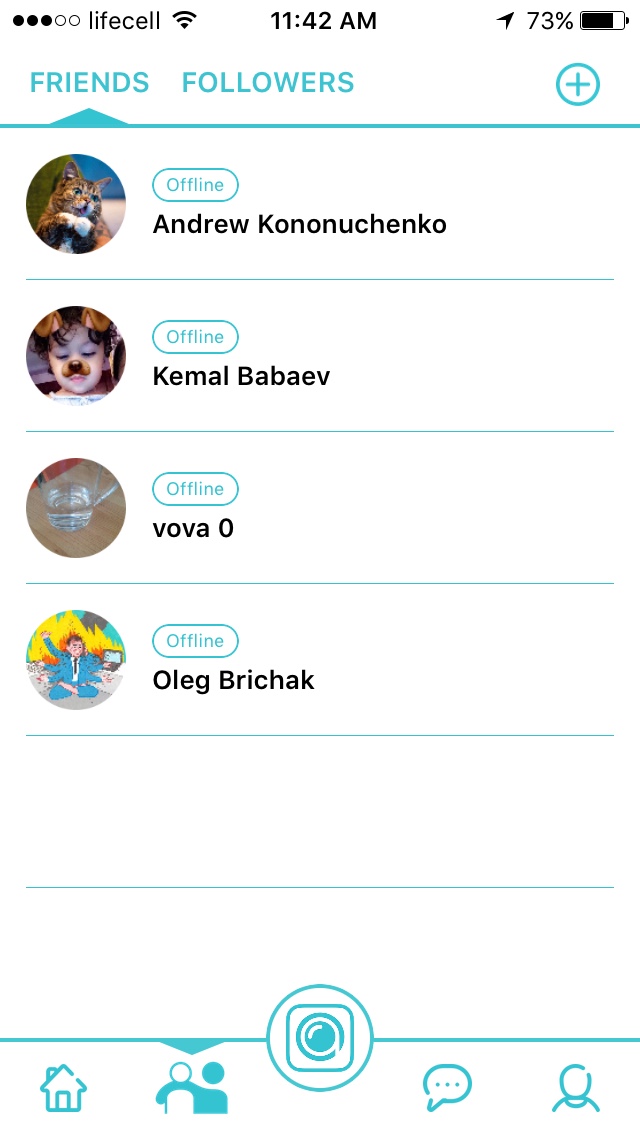 lifecell 11:42 AM 73%
FRIENDS FOLLOWERS
Offline
Andrew Kononuchenko
Offline
Kemal Babaev
Offline
vova 0
Offline
Oleg Brichak